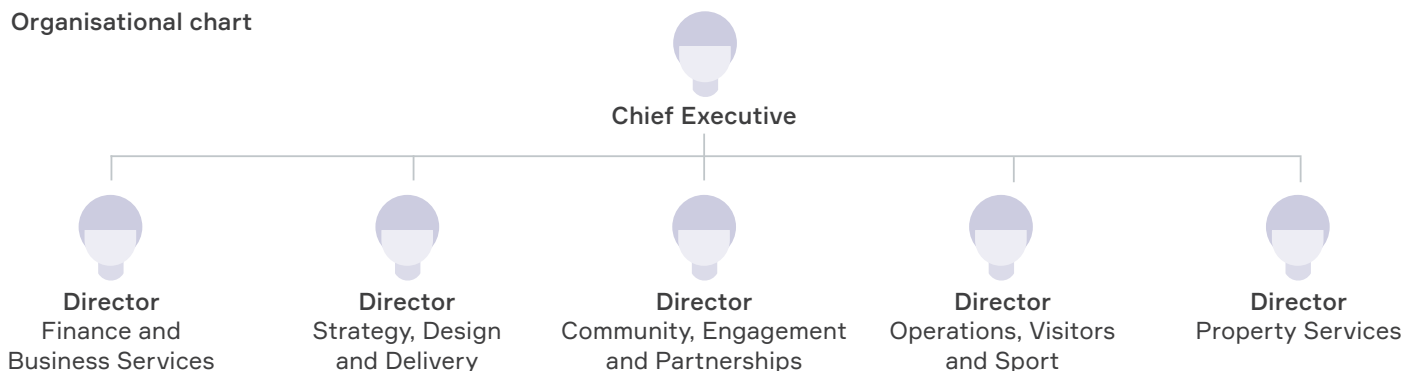 Organisational chart
Chief Executive
Director
Finance and
Business Services
Director
Strategy, Design
and Delivery
Director
Community, Engagement
and Partnerships
Director
Operations, Visitors
and Sport
Director
Property Services